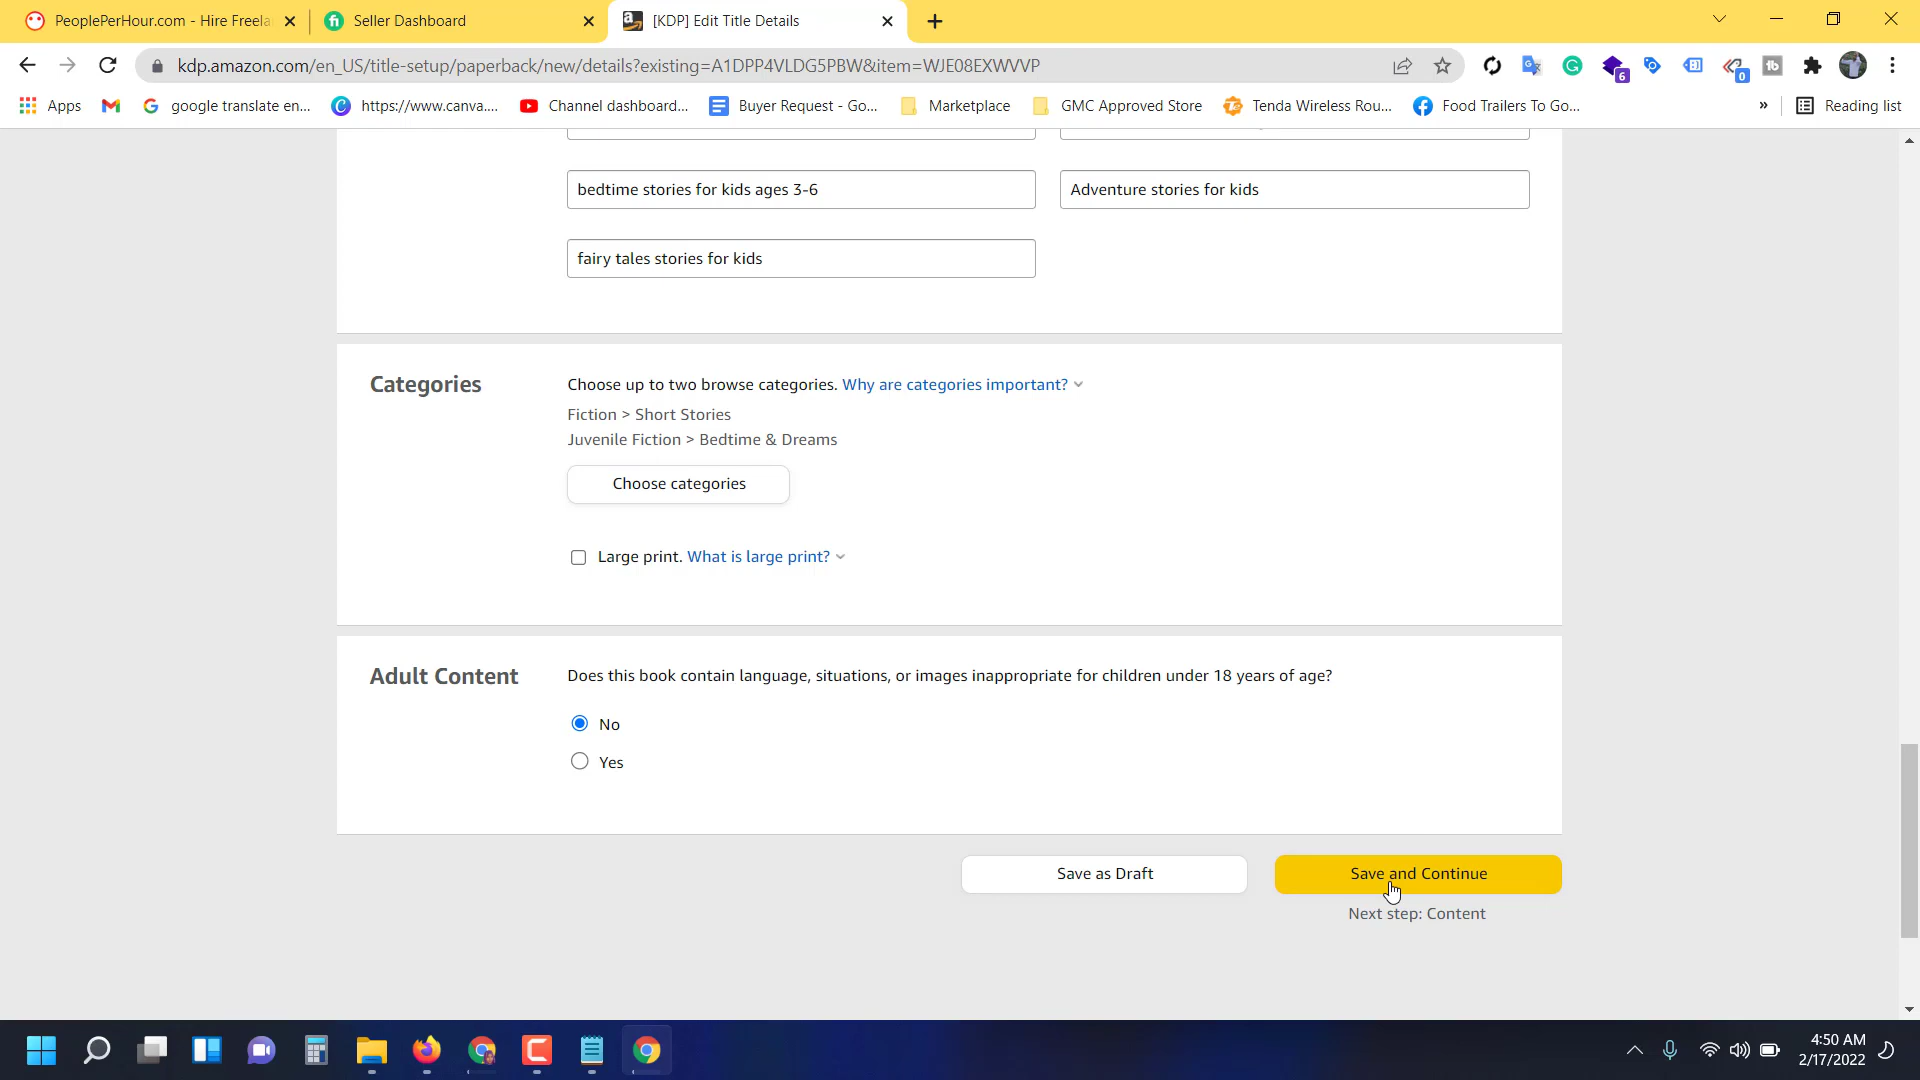 PeoplePerHour.com - Hire Freela
Seller Dashboard
[KDP] Edit Title Details
kdp.amazon.com/en_US/title-setup/paperback/new/details?existing=A1DPP4VLDG5PBW&item=WJE08EXWVVP
6
0
Apps
google translate en...
https://www.canva....
Channel dashboard...
Buyer Request - Go...
Marketplace
GMC Approved Store
Tenda Wireless Rou...
Food Trailers To Go...
»
Reading list
bedtime stories for kids ages 3-6
Adventure stories for kids
fairy tales stories for kids
Categories
Choose up to two browse categories. Why are categories important?
Fiction > Short Stories
Juvenile Fiction > Bedtime & Dreams
Choose categories
Large print. What is large print?
Adult Content
Does this book contain language, situations, or images inappropriate for children under 18 years of age?
No
Yes
Save as Draft
Save and Continue
Next step: Content
4:50 AM
2/17/2022